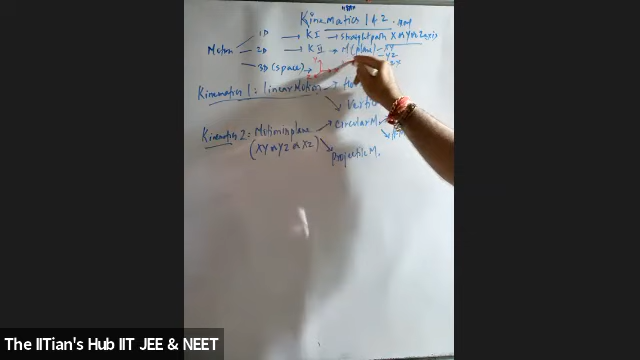 Kinematics 1 & 2
Motion
1D → K I → straight path X or Y or Z axis
2D → K II → M (plane) - XY
YZ
ZX
3D (space) →
Kinematics 1 : linear Motion
Vertic
Kinematics 2 = Motion in plane
(XY or YZ or XZ)
circular M.
Projectile M.
The IITian's Hub IIT JEE & NEET